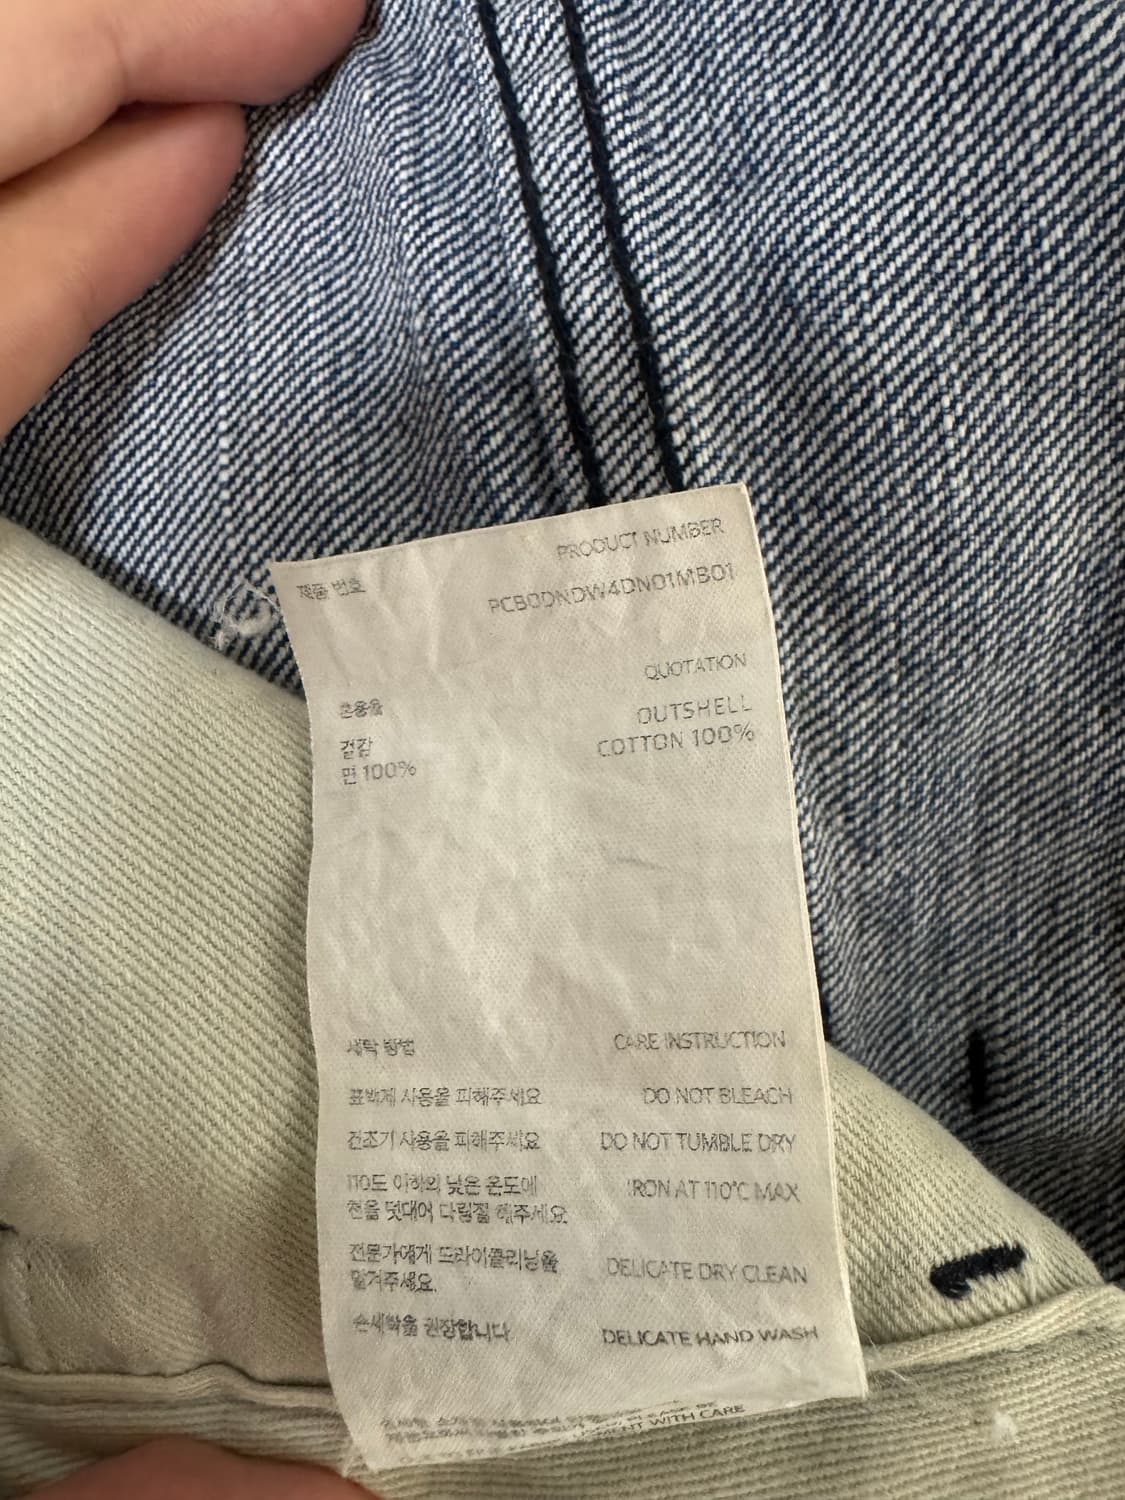 제품 번호 PRODUCT NUMBER
PCB0DNDW4DN01MB01
혼용율 QUOTATION
겉감 OUTSHELL
면 100% COTTON 100%
세탁 방법 CARE INSTRUCTION
표백제 사용을 피해주세요 DO NOT BLEACH
건조기 사용을 피해주세요 DO NOT TUMBLE DRY
110도 이하의 낮은 온도에 IRON AT 110°C MAX
천을 덧대어 다림질 해주세요
전문가에게 드라이클리닝을 DELICATE DRY CLEAN
맡겨주세요.
손세탁을 권장합니다 DELICATE HAND WASH
WITH CARE